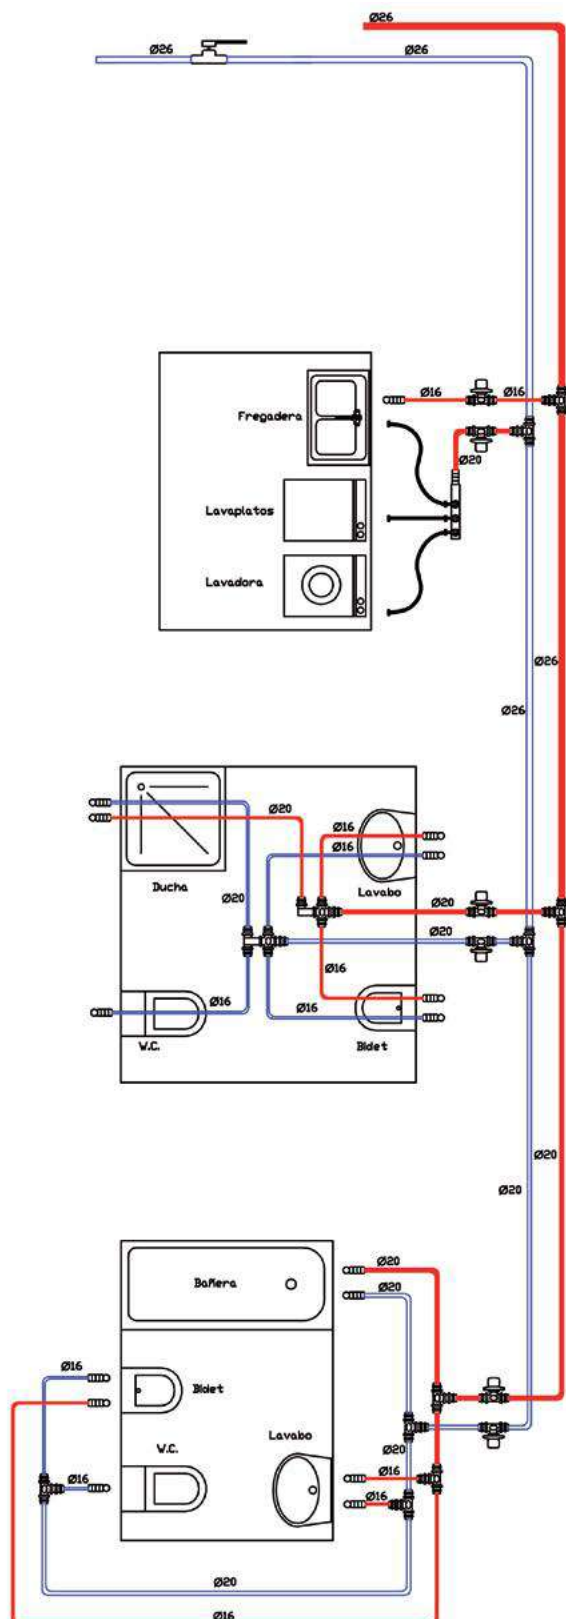 Ø26
Ø26
Ø26
Ø16
Ø16
Fregadera
Ø20
Lavaplatos
Lavadora
Ø26
Ø26
Ø20
Ø16
Ø16
Ducha
Lavabo
Ø20
Ø20
Ø20
Ø16
Ø16
Ø16
W.C.
Bidet
Ø20
Ø20
Ø20
Bañera
Ø20
Ø16
Bidet
W.C.
Lavabo
Ø20
Ø16
Ø16
Ø16
Ø20
Ø16